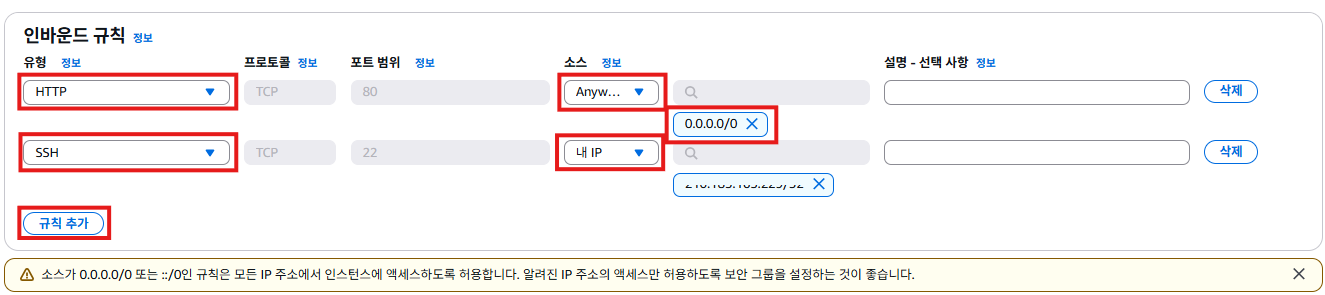 인바운드 규칙 정보
유형 정보 프로토콜 정보 포트 범위 정보 소스 정보 설명 - 선택 사항 정보
HTTP TCP 80 Anyw... 삭제
0.0.0.0/0
SSH TCP 22 내 IP 삭제
규칙 추가
소스가 0.0.0.0/0 또는 ::/0인 규칙은 모든 IP 주소에서 인스턴스에 액세스하도록 허용합니다. 알려진 IP 주소의 액세스만 허용하도록 보안 그룹을 설정하는 것이 좋습니다.